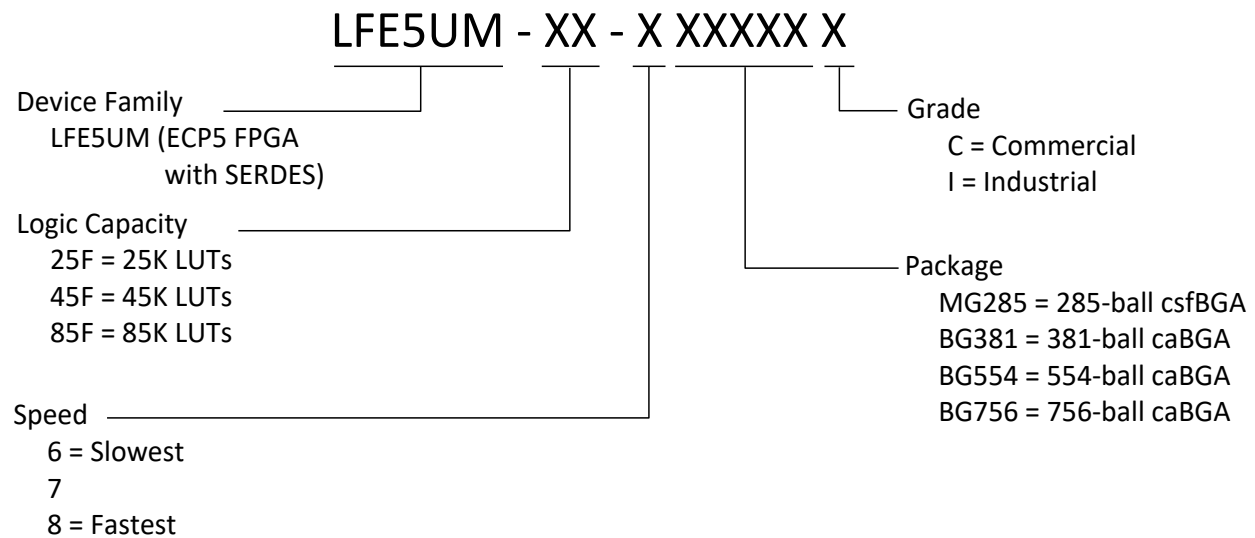 LFE5UM - XX - X XXXXX X
Device Family
LFE5UM (ECP5 FPGA
with SERDES)
Logic Capacity
25F = 25K LUTs
45F = 45K LUTs
85F = 85K LUTs
Speed
6 = Slowest
7
8 = Fastest
Grade
C = Commercial
I = Industrial
Package
MG285 = 285-ball csfBGA
BG381 = 381-ball caBGA
BG554 = 554-ball caBGA
BG756 = 756-ball caBGA